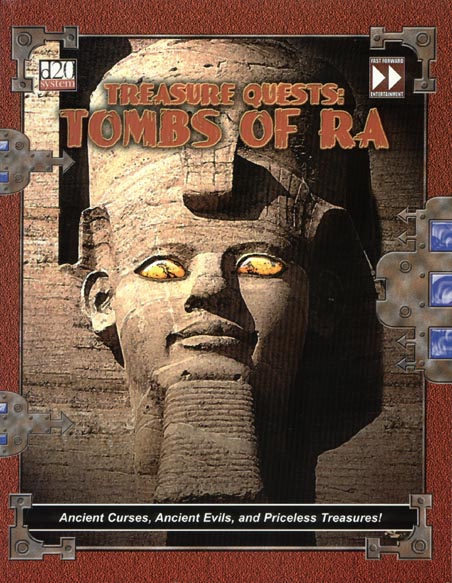 d20
system
FAST FORWARD
ENTERTAINMENT
TREASURE QUESTS:
TOMBS OF RA
Ancient Curses, Ancient Evils, and Priceless Treasures!